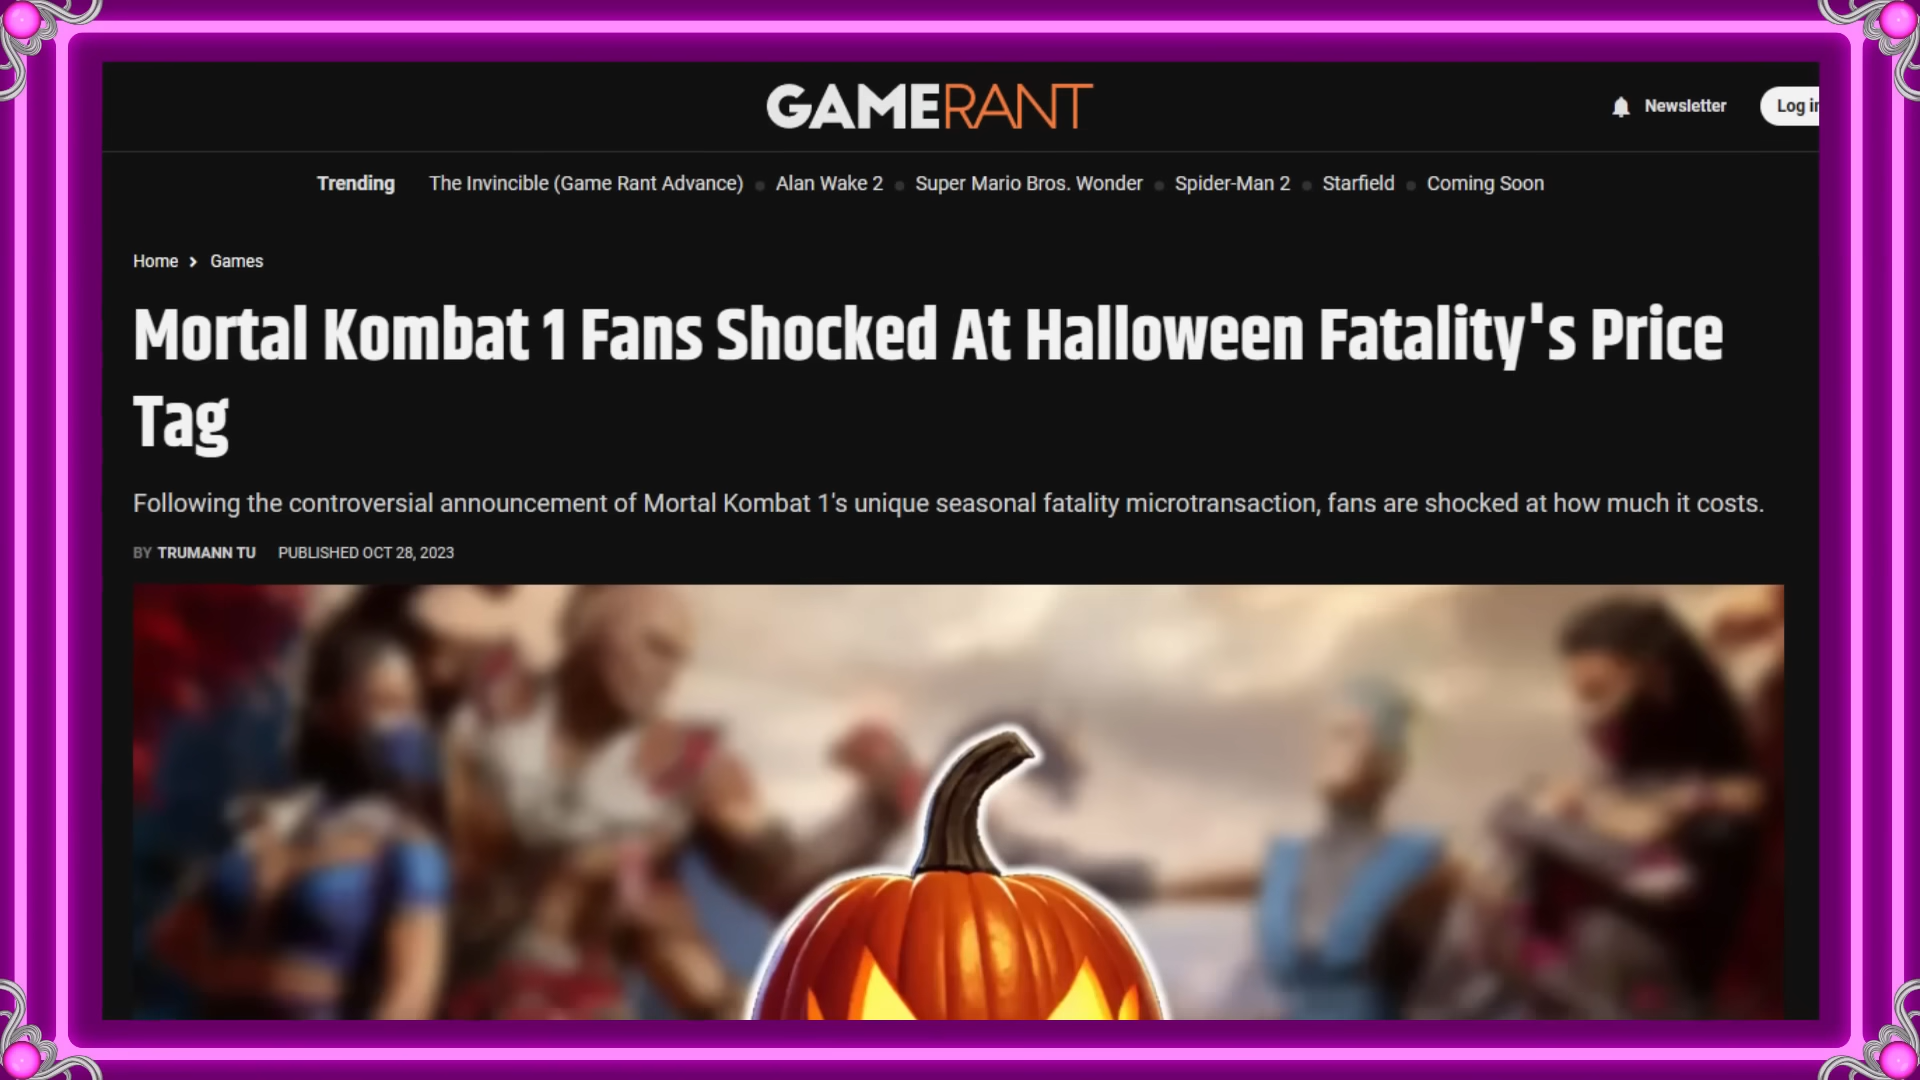 GAMERANT
Newsletter
Log in
Trending The Invincible (Game Rant Advance) Alan Wake 2 Super Mario Bros. Wonder Spider-Man 2 Starfield Coming Soon
Home > Games
Mortal Kombat 1 Fans Shocked At Halloween Fatality's Price
Tag
Following the controversial announcement of Mortal Kombat 1's unique seasonal fatality microtransaction, fans are shocked at how much it costs.
BY TRUMANN TU PUBLISHED OCT 28, 2023